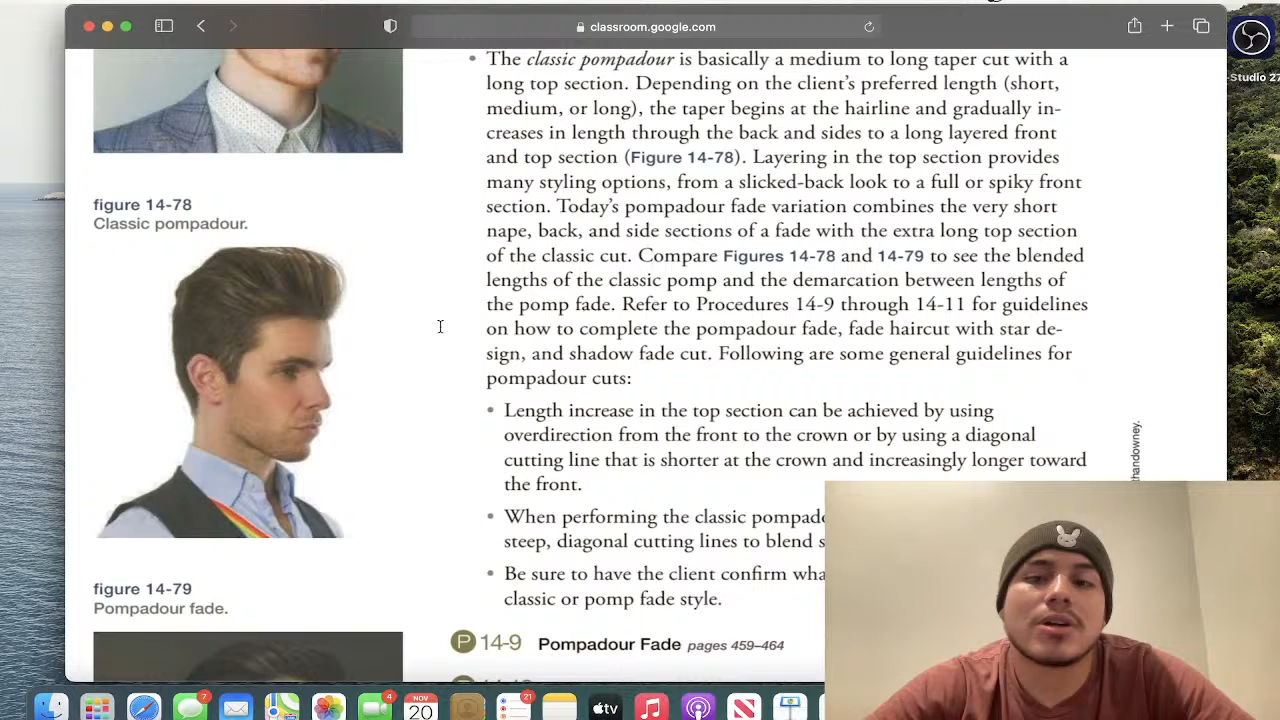 classroom.google.com
Studio 27
figure 14-78
Classic pompadour.
figure 14-79
Pompadour fade.
• The classic pompadour is basically a medium to long taper cut with a
long top section. Depending on the client’s preferred length (short,
medium, or long), the taper begins at the hairline and gradually in-
creases in length through the back and sides to a long layered front
and top section (Figure 14-78). Layering in the top section provides
many styling options, from a slicked-back look to a full or spiky front
section. Today’s pompadour fade variation combines the very short
nape, back, and side sections of a fade with the extra long top section
of the classic cut. Compare Figures 14-78 and 14-79 to see the blended
lengths of the classic pomp and the demarcation between lengths of
the pomp fade. Refer to Procedures 14-9 through 14-11 for guidelines
on how to complete the pompadour fade, fade haircut with star de-
sign, and shadow fade cut. Following are some general guidelines for
pompadour cuts:
• Length increase in the top section can be achieved by using
overdirection from the front to the crown or by using a diagonal
cutting line that is shorter at the crown and increasingly longer toward
the front.
• When performing the classic pompado
steep, diagonal cutting lines to blend s
• Be sure to have the client confirm wha
classic or pomp fade style.
P 14-9 Pompadour Fade pages 459–464
thandowney.
7
4
NOV
20
21
tv